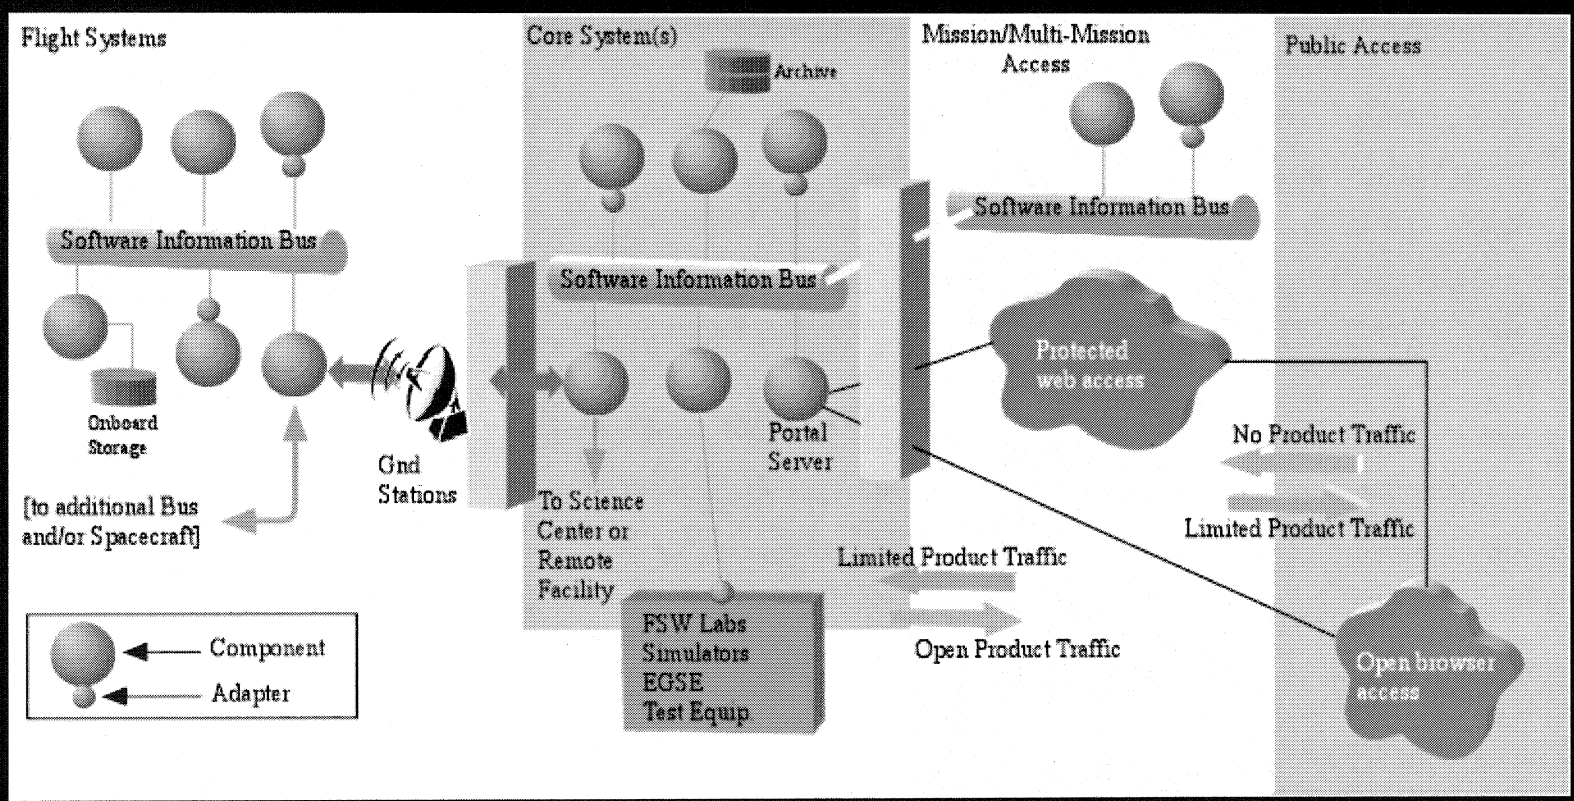 Flight Systems
Software Information Bus
Onboard
Storage
[to additional Bus
and/or Spacecraft]
Gnd
Stations
Component
Adapter
Core System(s)
Archive
Software Information Bus
Portal
Server
To Science
Center or
Remote
Facility
FSW Labs
Simulators
EGSE
Test Equip
Mission/Multi-Mission
Access
Software Information Bus
Protected
web access
Limited Product Traffic
Open Product Traffic
Public Access
No Product Traffic
Limited Product Traffic
Open browser
access